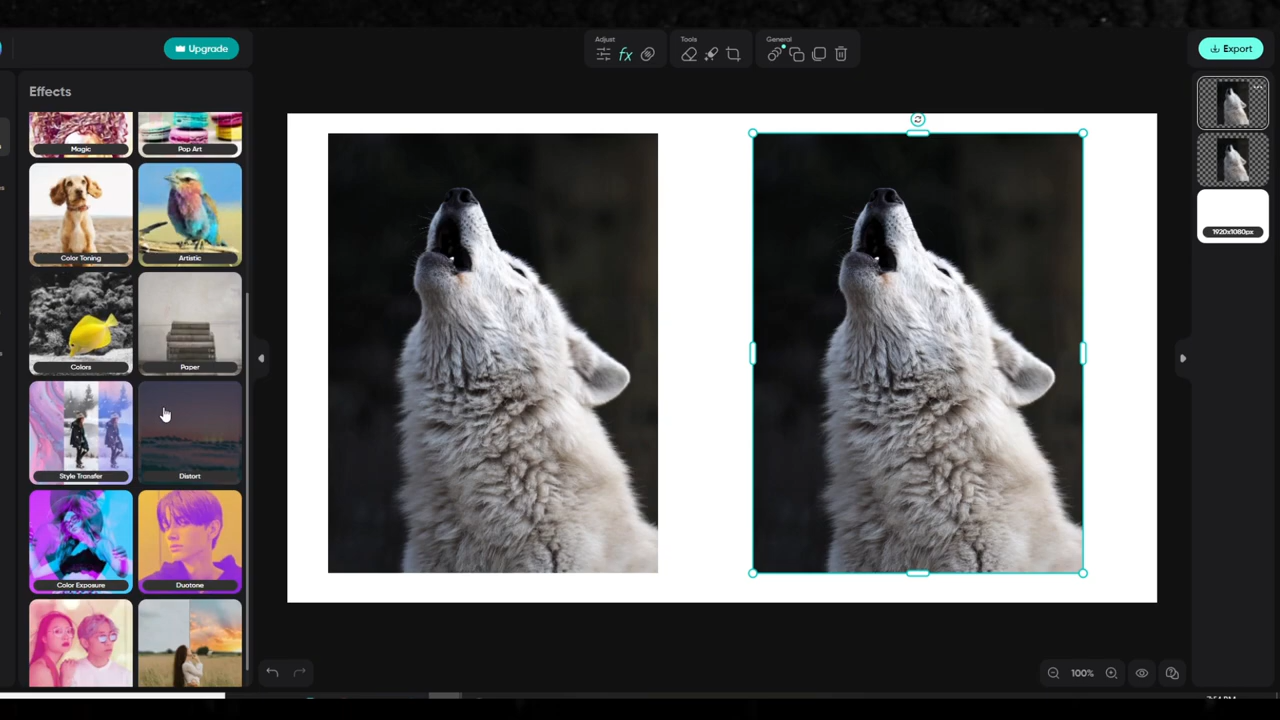 Upgrade
Adjust
Tools
General
Export
Effects
Magic
Pop Art
Color Toning
Artistic
Colors
Paper
Style Transfer
Distort
Color Exposure
Duotone
fx
1920x1080px
100%